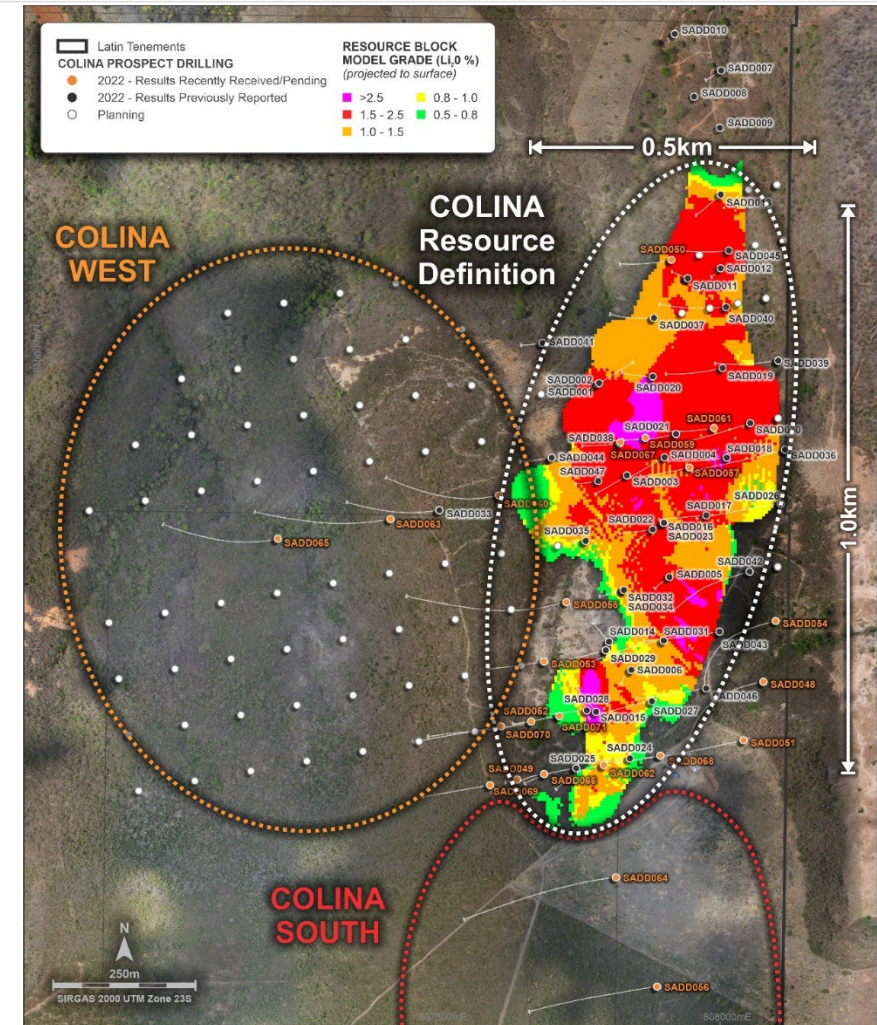 Latin Tenements
COLINA PROSPECT DRILLING
2022 - Results Recently Received/Pending
2022 - Results Previously Reported
Planning
RESOURCE BLOCK
MODEL GRADE (Li₂0 %)
(projected to surface)
>2.5
1.5 - 2.5
1.0 - 1.5
0.8 - 1.0
0.5 - 0.8
SADD010
SADD007
SADD008
SADD009
0.5km
COLINA
Resource
Definition
COLINA
WEST
SADD013
SADD050
SADD045
SADD012
SADD011
SADD040
SADD037
SADD041
SADD039
SADD002
SADD001
SADD020
SADD019
SADD021
SADD061
SADD038
SADD059
SADD067
SADD018
SADD036
SADD044
SADD004
SADD057
SADD047
SADD003
SADD026
SADD033
SADD063
SADD017
SADD022
SADD016
SADD023
1.0km
SADD065
SADD035
SADD042
SADD005
SADD032
SADD034
SADD055
SADD054
SADD014
SADD031
SADD043
SADD029
SADD053
SADD006
SADD048
SADD046
SADD028
SADD027
SADD052
SADD015
SADD071
SADD070
SADD051
SADD024
SADD068
SADD025
SADD062
SADD049
SADD069
COLINA
SOUTH
SADD064
SADD056
N
250m
SIRGAS 2000 UTM Zone 23S
807500mE
808000mE